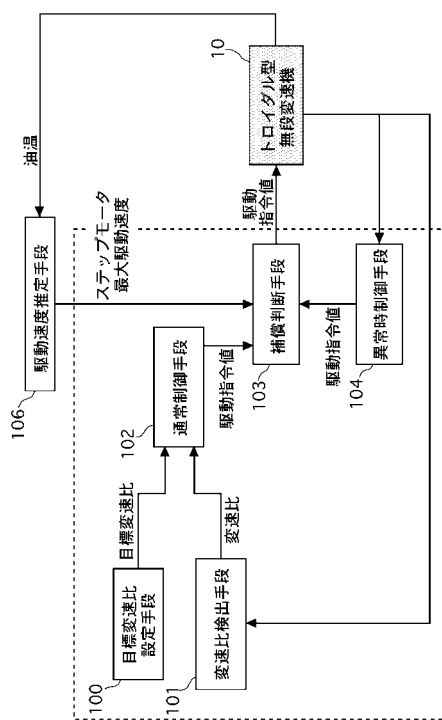 106
駆動速度推定手段
油温
ステップモータ
最大駆動速度
100
目標変速比
設定手段
目標変速比
101
変速比検出手段
変速比
102
通常制御手段
駆動指令値
103
補償判断手段
駆動
指令値
10
トロイダル型
無段変速機
104
異常時制御手段
駆動指令値